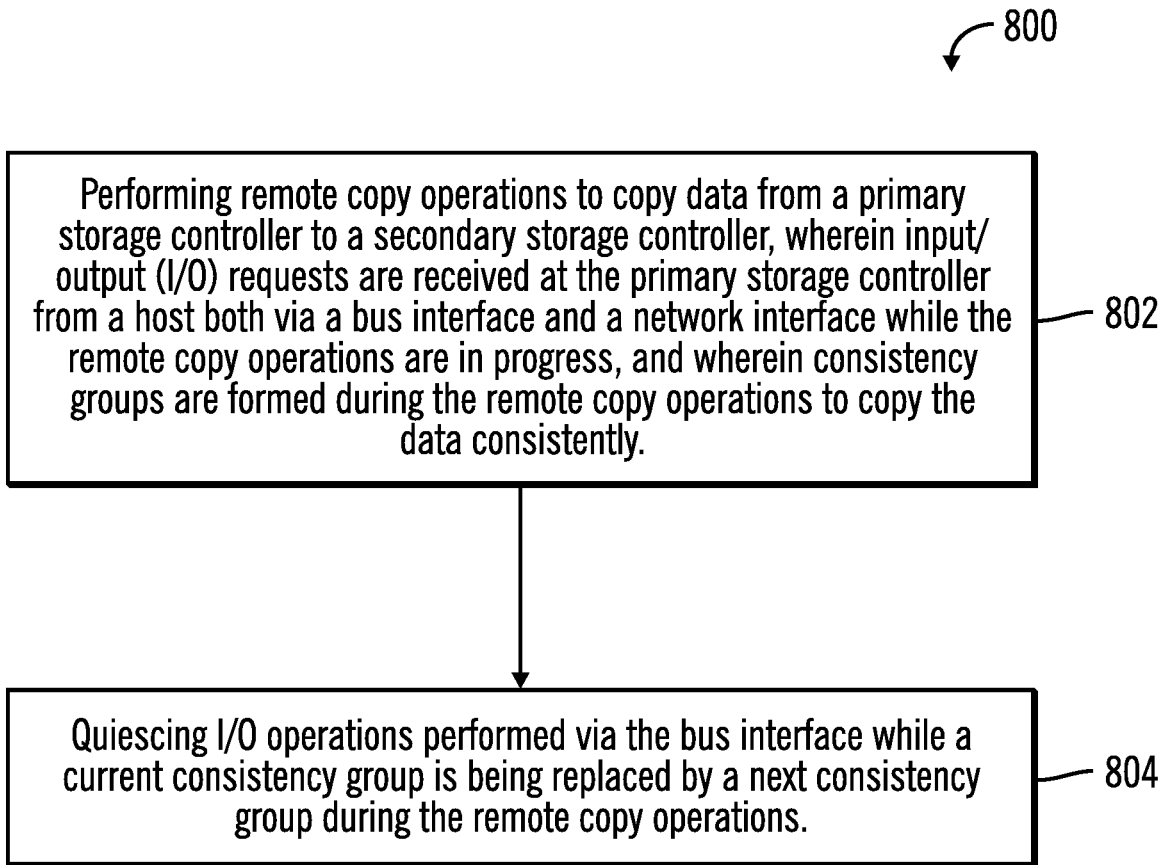 800
Performing remote copy operations to copy data from a primary
storage controller to a secondary storage controller, wherein input/
output (I/O) requests are received at the primary storage controller
from a host both via a bus interface and a network interface while the
remote copy operations are in progress, and wherein consistency
groups are formed during the remote copy operations to copy the
data consistently.
802
Quiescing I/O operations performed via the bus interface while a
current consistency group is being replaced by a next consistency
group during the remote copy operations.
804